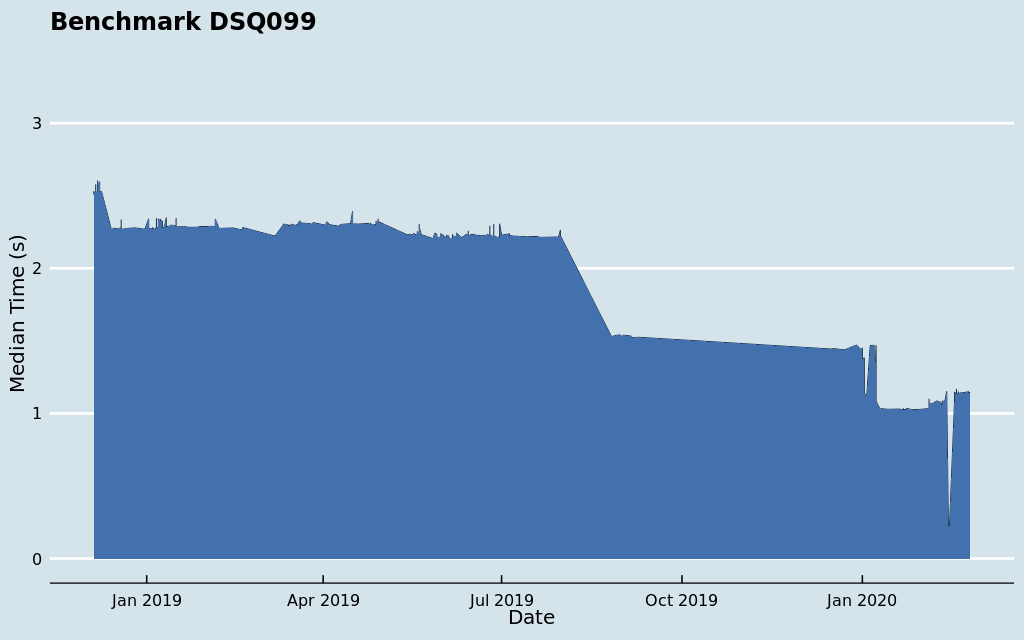 Benchmark DSQ099
3
2
1
0
Median Time (s)
Jan 2019
Apr 2019
Jul 2019
Oct 2019
Jan 2020
Date